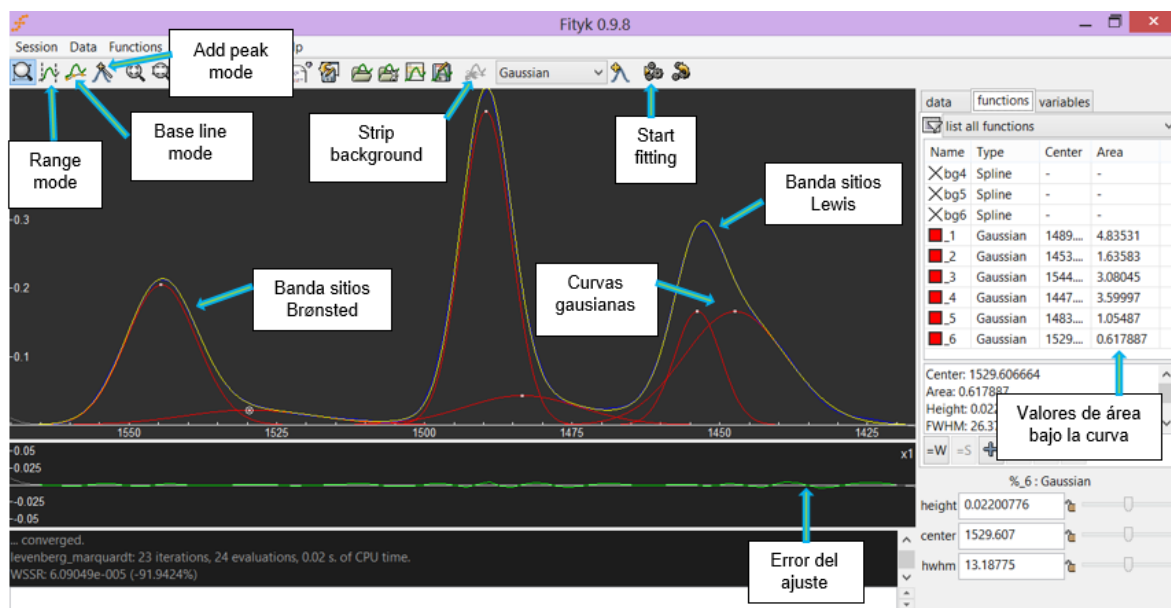 Fityk 0.9.8
Session Data Functions
Add peak
mode
Gaussian
Range
mode
Base line
mode
Strip
background
Start
fitting
Banda sitios
Lewis
Banda sitios
Brønsted
Curvas
gausianas
0.3
0.2
0.1
1550 1525 1500 1475 1450 1425
0.05
0.025
-0.025
-0.05
x1
Error del
ajuste
... converged.
levenberg_marquardt: 23 iterations, 24 evaluations, 0.02 s. of CPU time.
WSSR: 6.09049e-005 (-91.9424%)
data functions variables
list all functions
Name Type Center Area
bg4 Spline - -
bg5 Spline - -
bg6 Spline - -
_1 Gaussian 1489.... 4.83531
_2 Gaussian 1453.... 1.63583
_3 Gaussian 1544.... 3.08045
_4 Gaussian 1447.... 3.59997
_5 Gaussian 1483.... 1.05487
_6 Gaussian 1529.... 0.617887
Center: 1529.606664
Area: 0.617887
Height: 0.02
FWHM: 26.37
Valores de área
bajo la curva
=W =S
%_6 : Gaussian
height 0.02200776
center 1529.607
hwhm 13.18775